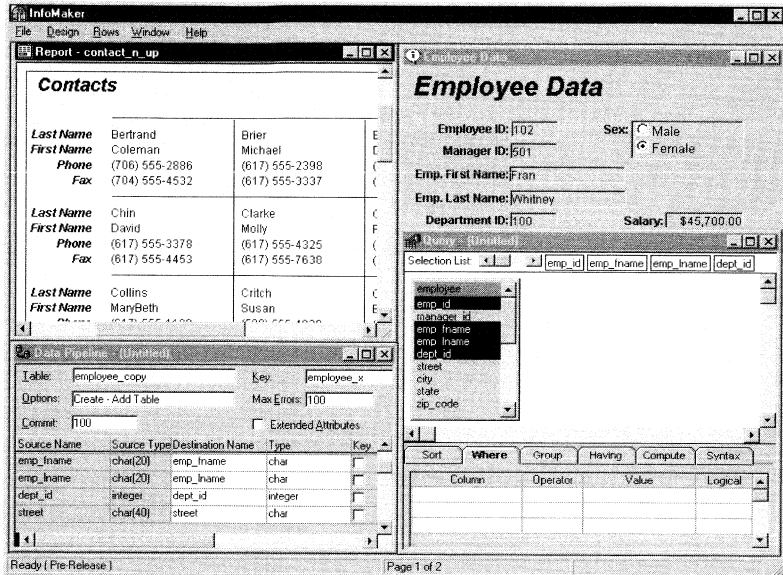 InfoMaker
File Design Rows Window Help
Report - contact_n_up
Contacts
Last Name Bertrand Brier
First Name Coleman Michael
Phone (706) 555-2886 (617) 555-2398
Fax (704) 555-4532 (617) 555-3337
Last Name Chin Clarke
First Name David Molly
Phone (617) 555-3378 (617) 555-4325
Fax (617) 555-4453 (617) 555-7638
Last Name Collins Critch
First Name MaryBeth Susan
Employee Data
Employee Data
Employee ID: 102 Sex: Male
Manager ID: 501 Female
Emp. First Name: Fran
Emp. Last Name: Whitney
Department ID: 100 Salary: $45,700.00
Query - (Untitled)
Selection List: emp_id emp_fname emp_lname dept_id
employee
emp_id
manager_id
emp_fname
emp_lname
dept_id
street
city
state
zip_code
Sort Where Group Having Compute Syntax
Column Operator Value Logical
Data Pipeline - (Untitled)
Table: employee_copy Key: employee_x
Options: Create - Add Table Max Errors: 100
Commit: 100 Extended Attributes
Source Name Source Type Destination Name Type Key
emp_fname char(20) emp_fname char
emp_lname char(20) emp_lname char
dept_id integer dept_id integer
street char(40) street char
Ready ( Pre-Release ) Page 1 of 2